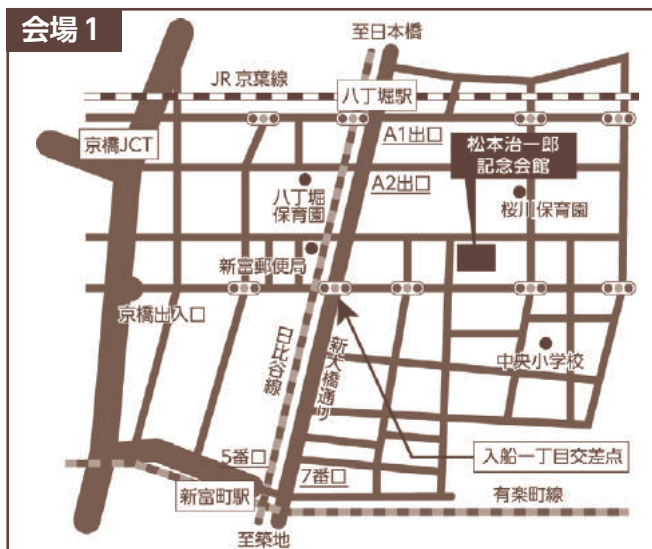 会場1
至日本橋
JR 京葉線
八丁堀駅
京橋JCT
A1出口
松本治一郎
記念会館
A2出口
八丁堀
保育園
桜川保育園
新富郵便局
京橋出入口
日比谷線
新大橋通り
中央小学校
入船一丁目交差点
5番口
7番口
新富町駅
有楽町線
至築地